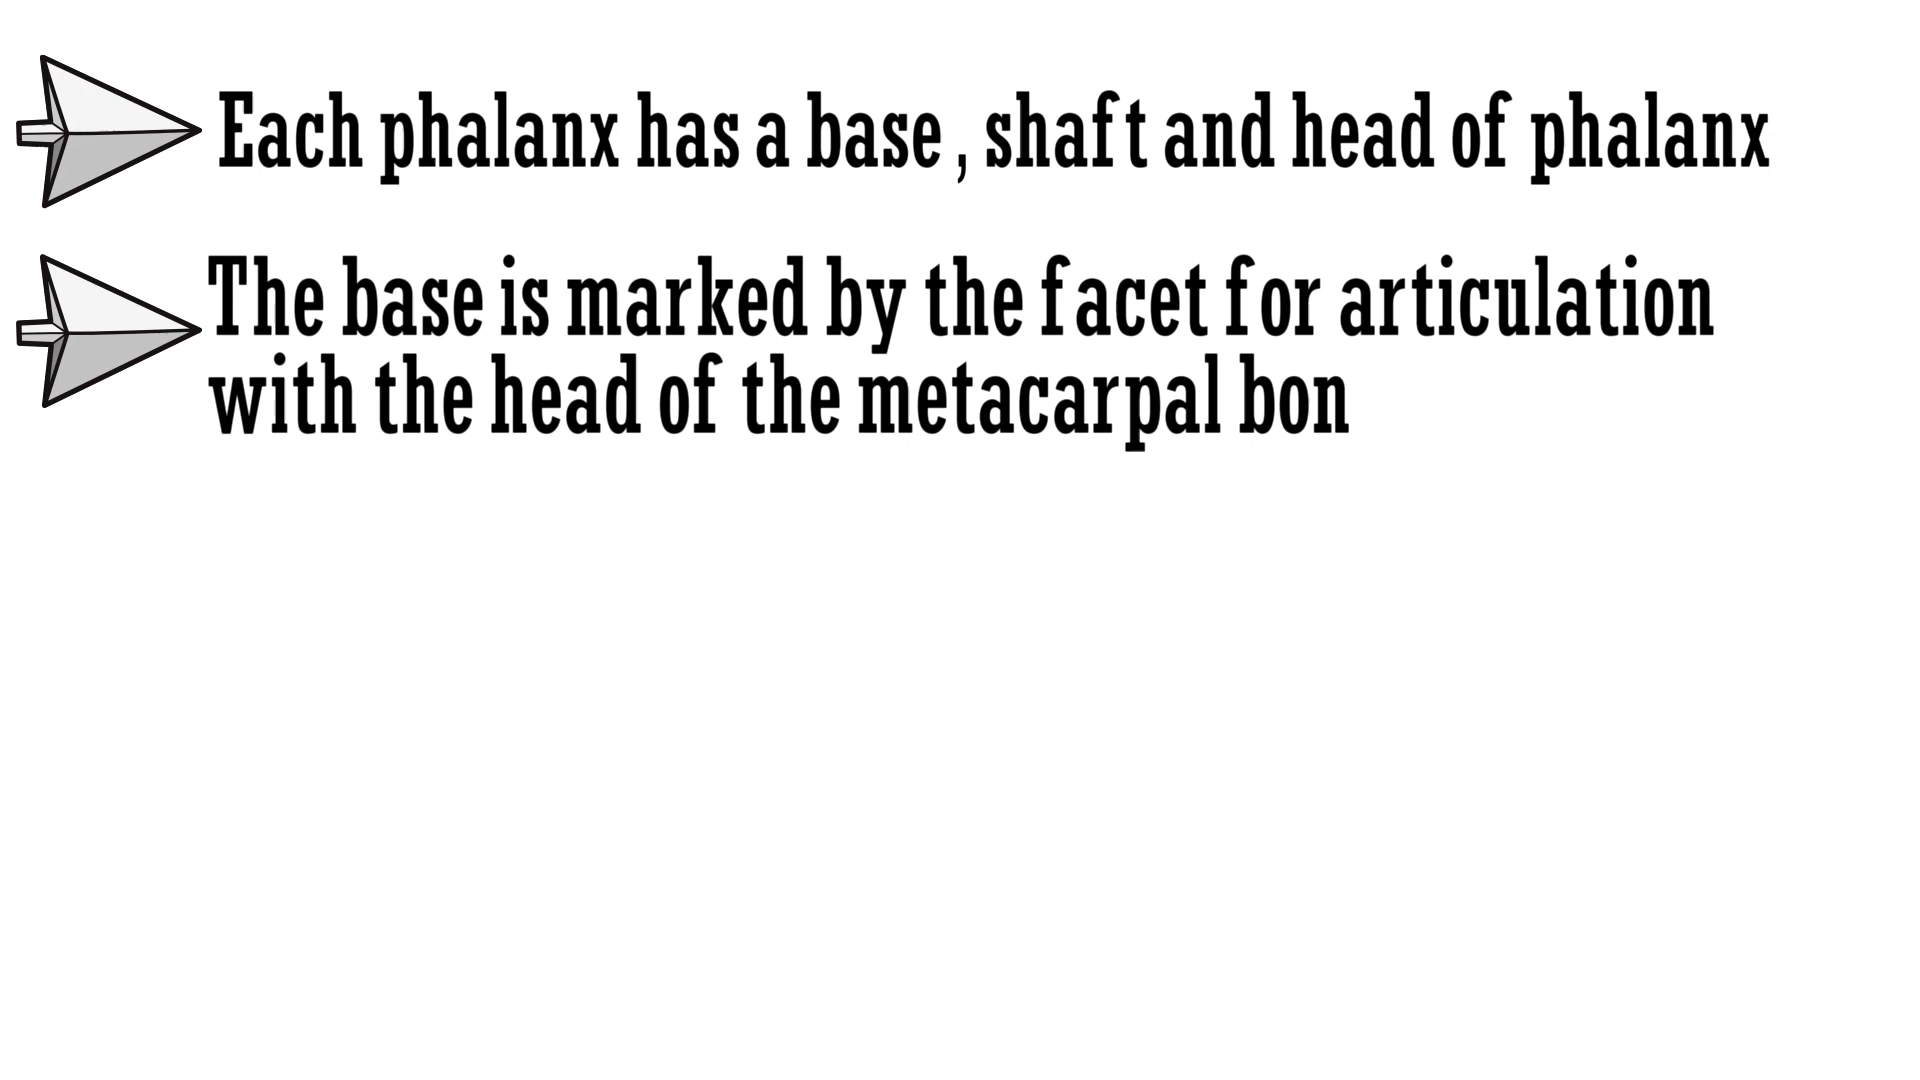 Each phalanx has a base , shaft and head of phalanx
The base is marked by the facet for articulation
with the head of the metacarpal bon